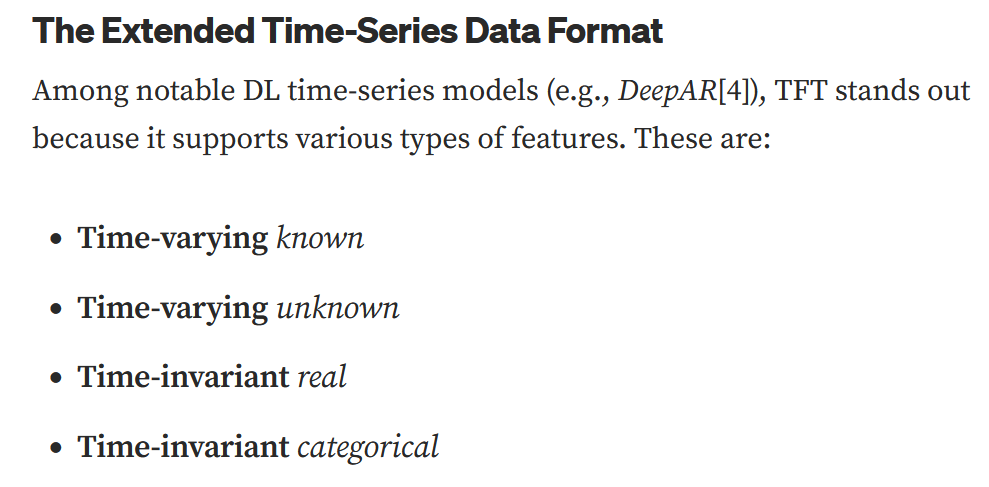 The Extended Time-Series Data Format
Among notable DL time-series models (e.g., DeepAR[4]), TFT stands out
because it supports various types of features. These are:
• Time-varying known
• Time-varying unknown
• Time-invariant real
• Time-invariant categorical